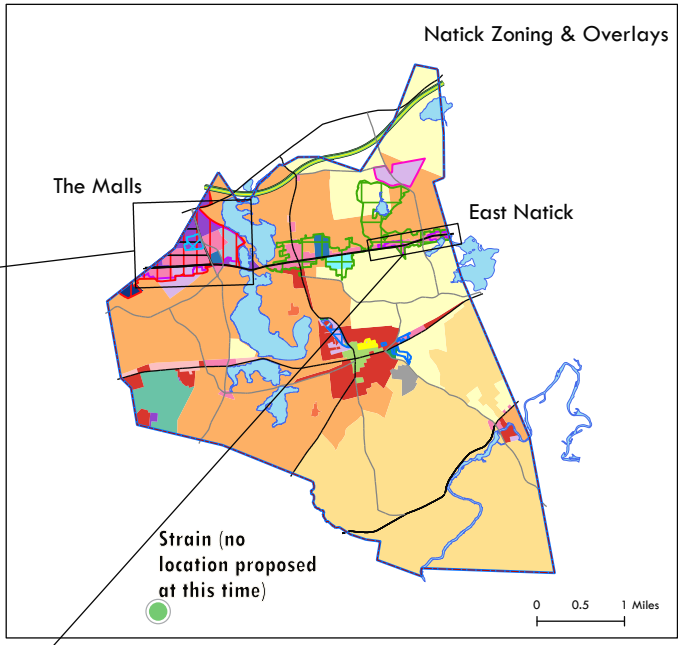 Natick Zoning & Overlays
The Malls
East Natick
Strain (no
location proposed
at this time)
0 0.5 1 Miles